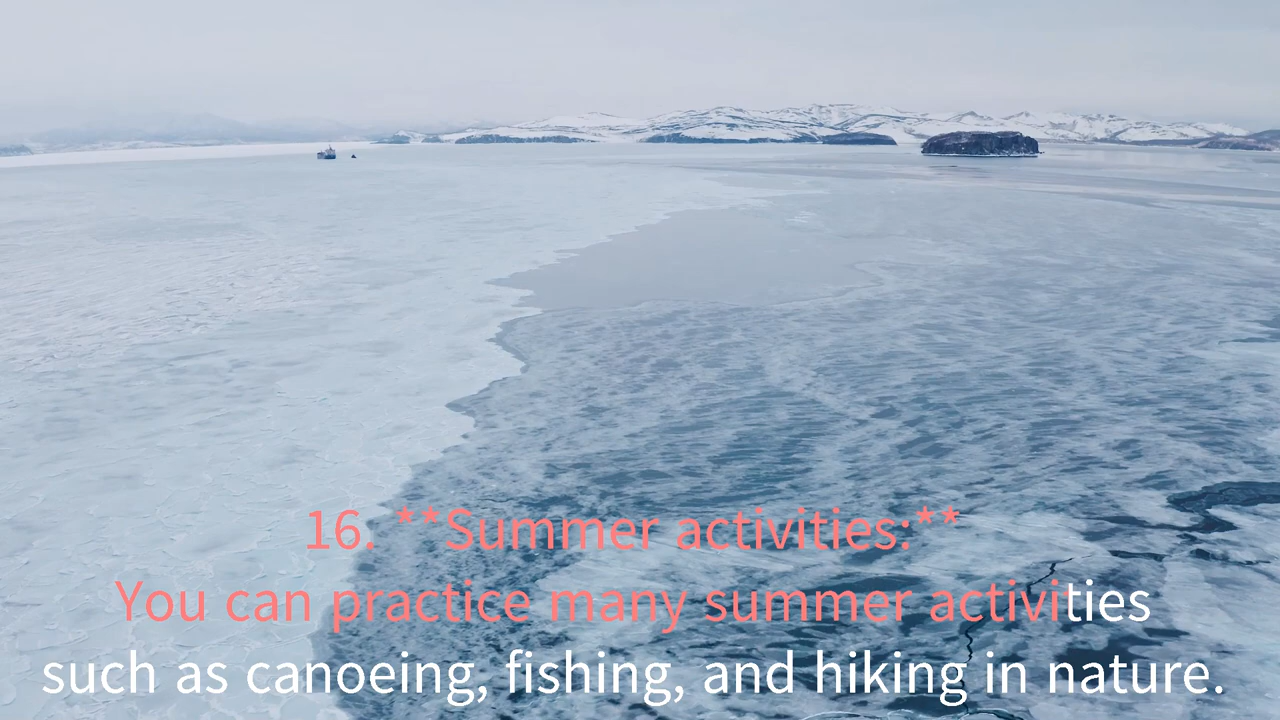 16. **Summer activities:**
You can practice many summer activities
such as canoeing, fishing, and hiking in nature.